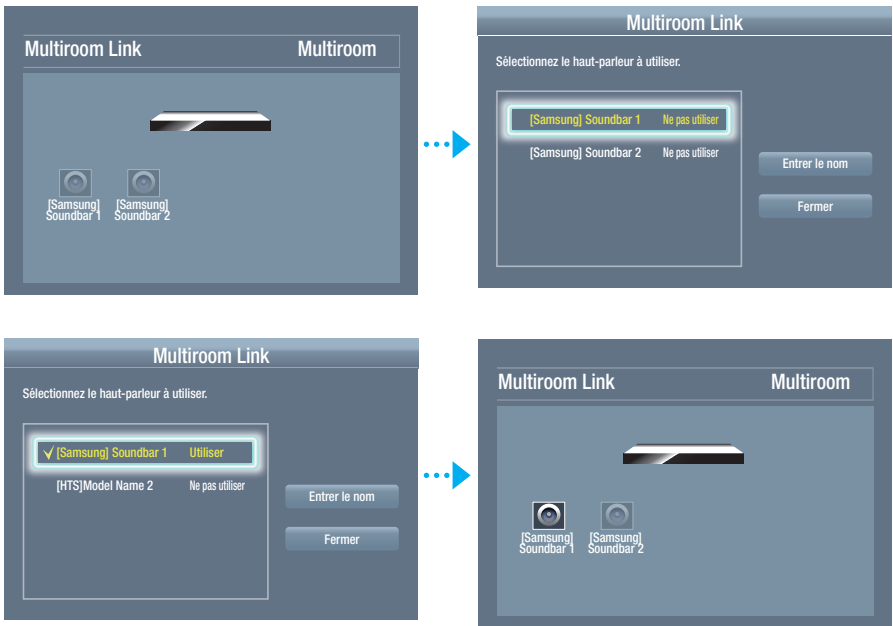 Multiroom Link Multiroom
[Samsung] Soundbar 1
[Samsung] Soundbar 2
Multiroom Link
Sélectionnez le haut-parleur à utiliser.
[Samsung] Soundbar 1 Ne pas utiliser
[Samsung] Soundbar 2 Ne pas utiliser
Entrer le nom
Fermer
Multiroom Link
Sélectionnez le haut-parleur à utiliser.
[Samsung] Soundbar 1 Utiliser
[HTS]Model Name 2 Ne pas utiliser
Entrer le nom
Fermer
Multiroom Link Multiroom
[Samsung] Soundbar 1
[Samsung] Soundbar 2